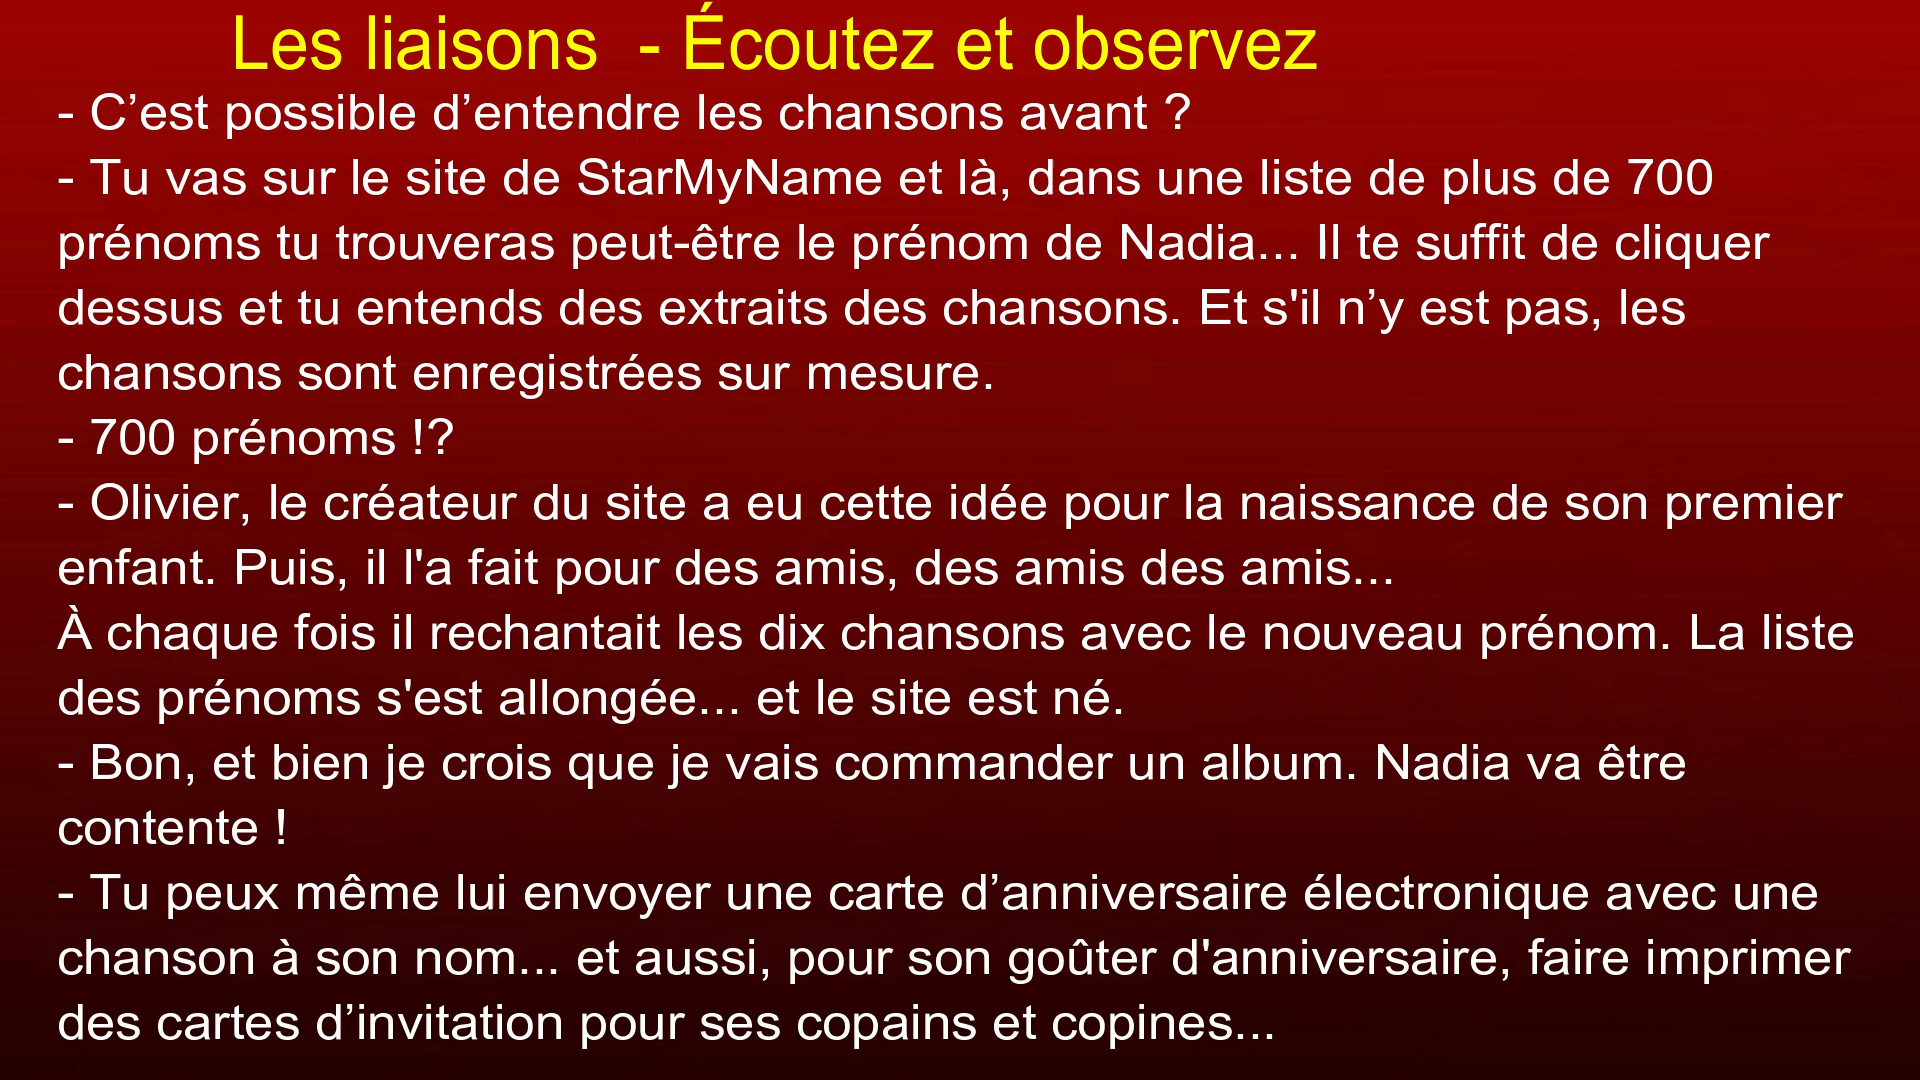 Les liaisons  - Écoutez et observez
- C’est possible d’entendre les chansons avant ?
- Tu vas sur le site de StarMyName et là, dans une liste de plus de 700
prénoms tu trouveras peut-être le prénom de Nadia... Il te suffit de cliquer
dessus et tu entends des extraits des chansons. Et s'il n’y est pas, les
chansons sont enregistrées sur mesure.
- 700 prénoms !?
- Olivier, le créateur du site a eu cette idée pour la naissance de son premier
enfant. Puis, il l'a fait pour des amis, des amis des amis...
À chaque fois il rechantait les dix chansons avec le nouveau prénom. La liste
des prénoms s'est allongée... et le site est né.
- Bon, et bien je crois que je vais commander un album. Nadia va être
contente !
- Tu peux même lui envoyer une carte d’anniversaire électronique avec une
chanson à son nom... et aussi, pour son goûter d'anniversaire, faire imprimer
des cartes d’invitation pour ses copains et copines...